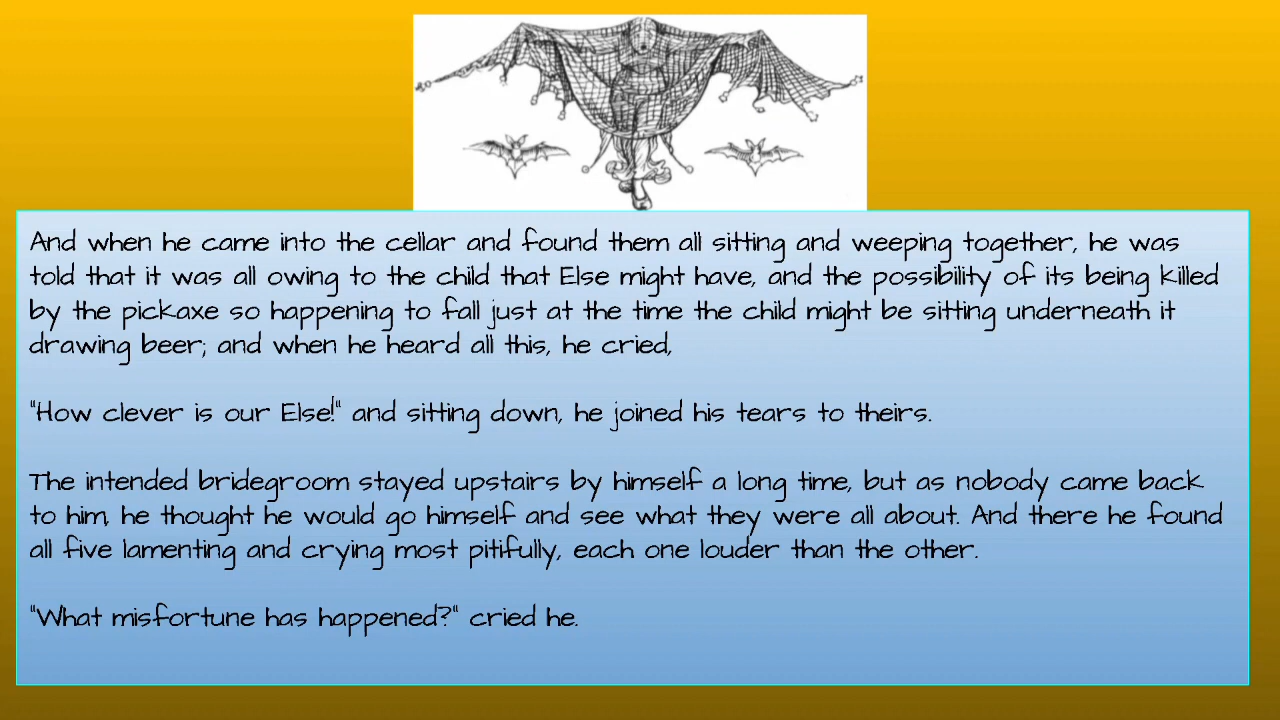 And when he came into the cellar and found them all sitting and weeping together, he was
told that it was all owing to the child that Else might have, and the possibility of its being killed
by the pickaxe so happening to fall just at the time the child might be sitting underneath it
drawing beer; and when he heard all this, he cried,
"How clever is our Else!" and sitting down, he joined his tears to theirs.
The intended bridegroom stayed upstairs by himself a long time, but as nobody came back
to him, he thought he would go himself and see what they were all about. And there he found
all five lamenting and crying most pitifully, each one louder than the other.
"What misfortune has happened?" cried he.